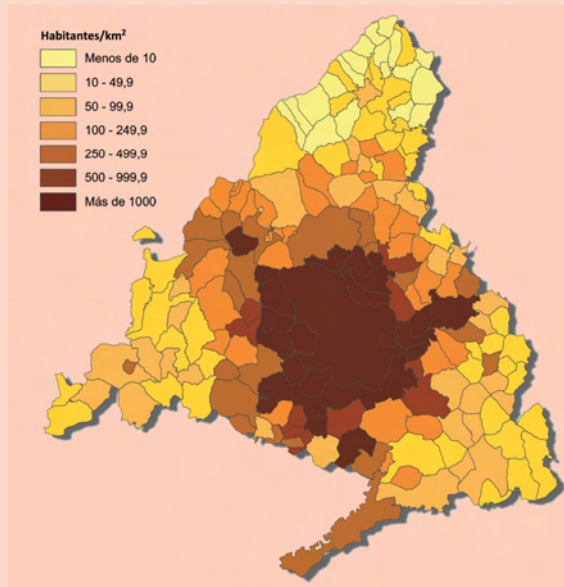 Habitantes/km²
Menos de 10
10 - 49,9
50 - 99,9
100 - 249,9
250 - 499,9
500 - 999,9
Más de 1000